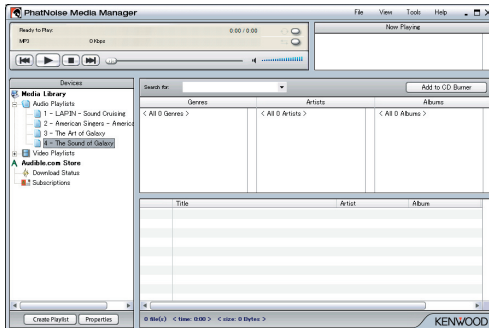 PhatNoise Media Manager
File View Tools Help
Ready to Play:
0:00 / 0:00
MP3 0 Kbps
Now Playing
Devices
Media Library
Audio Playlists
1 - LAPIN - Sound Cruising
2 - American Singers - America
3 - The Art of Galaxy
4 - The Sound of Galaxy
Video Playlists
Audible.com Store
Download Status
Subscriptions
Create Playlist Properties
Search for:
Add to CD Burner
Genres Artists Albums
< All 0 Genres > < All 0 Artists > < All 0 Albums >
Title Artist Album
0 file(s) < time: 0:00 > < size: 0 Bytes >
KENWOOD